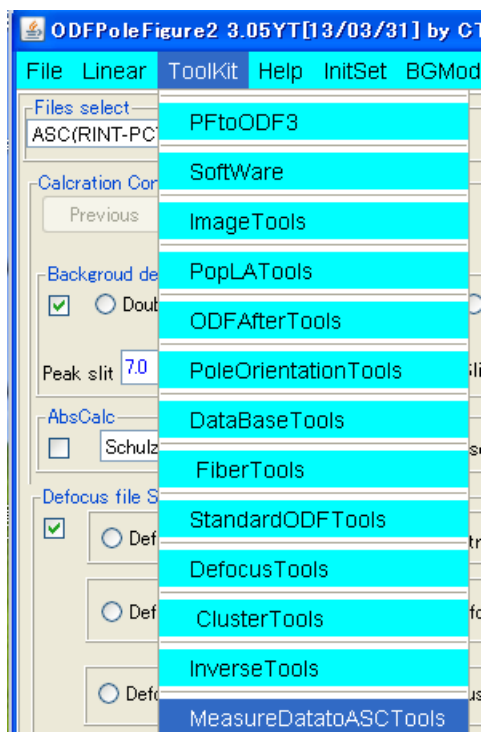 ODFPoleFigure2 3.05YT[13/03/31] by CT
File Linear ToolKit Help InitSet BGMod
Files select
ASC(RINT-PC
PFtoODF3
SoftWare
Calcration Con
Previous
ImageTools
Backgroud de
PopLATools
Doub
ODFAfterTools
Peak slit 7.0
PoleOrientationTools
AbsCalc
DataBaseTools
Schulz
FiberTools
Defocus file S
StandardODFTools
Def
DefocusTools
Def
ClusterTools
InverseTools
Defo
MeasureDatatoASCTools